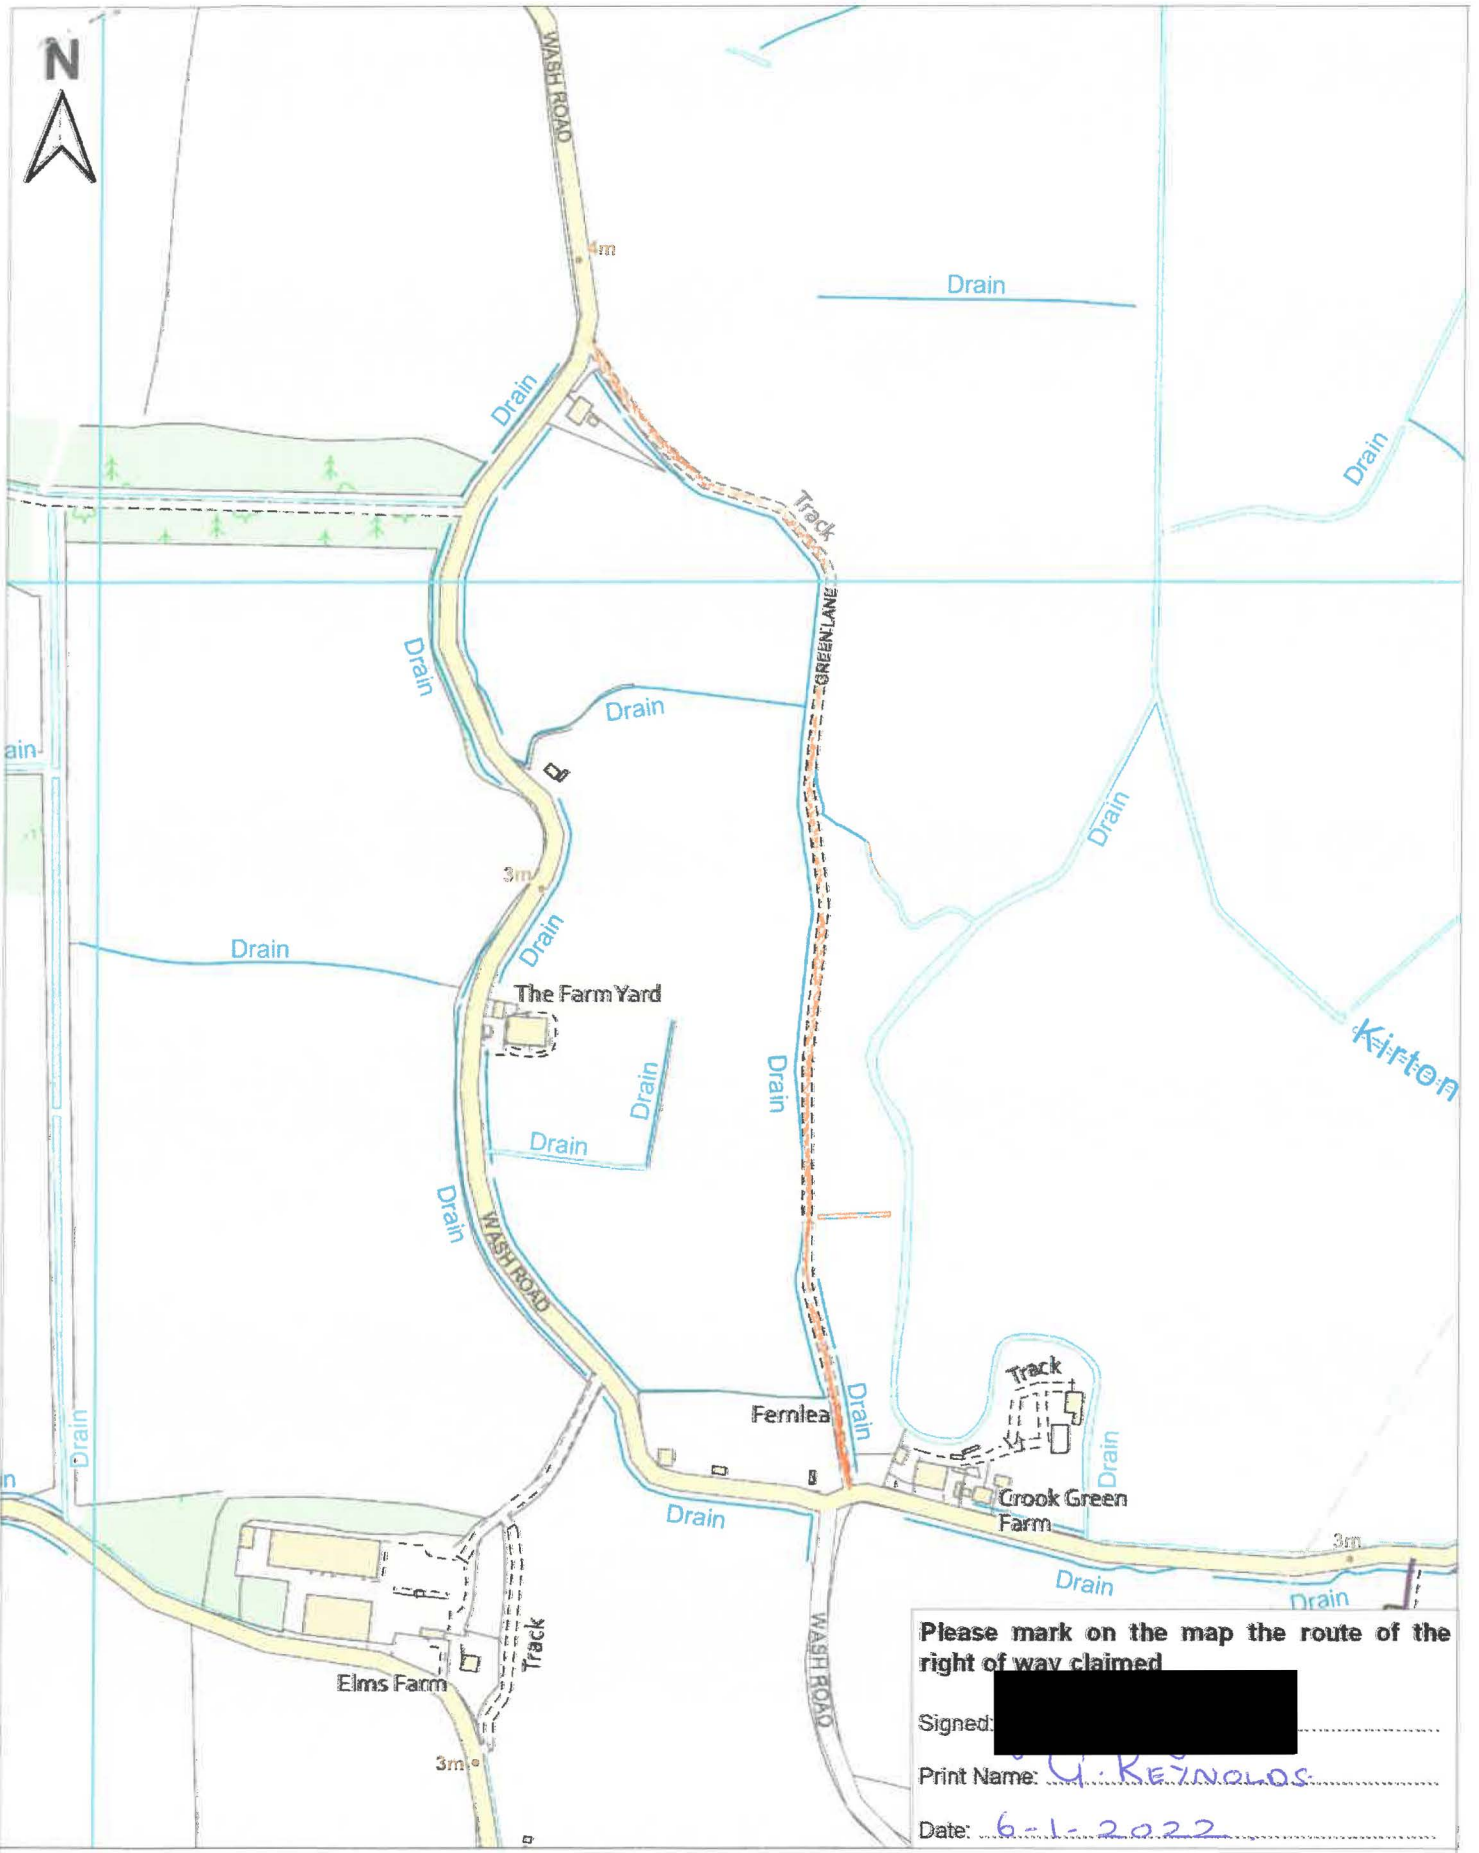 N
WASH ROAD
4m
Drain
Drain
Drain
Track
GREEN LANE
Drain
Drain
ain
Drain
3m
Drain
Drain
The Farm Yard
Kirton
Drain
Drain
Drain
Drain
WASH ROAD
Track
Fernlea
Drain
Drain
Drain
n
Crook Green
Farm
Drain
3m
Drain
Drain
Track
WASH ROAD
Elms Farm
3m
Please mark on the map the route of the
right of way claimed
Signed:
Print Name: G. REYNOLDS
Date: 6-1-2022